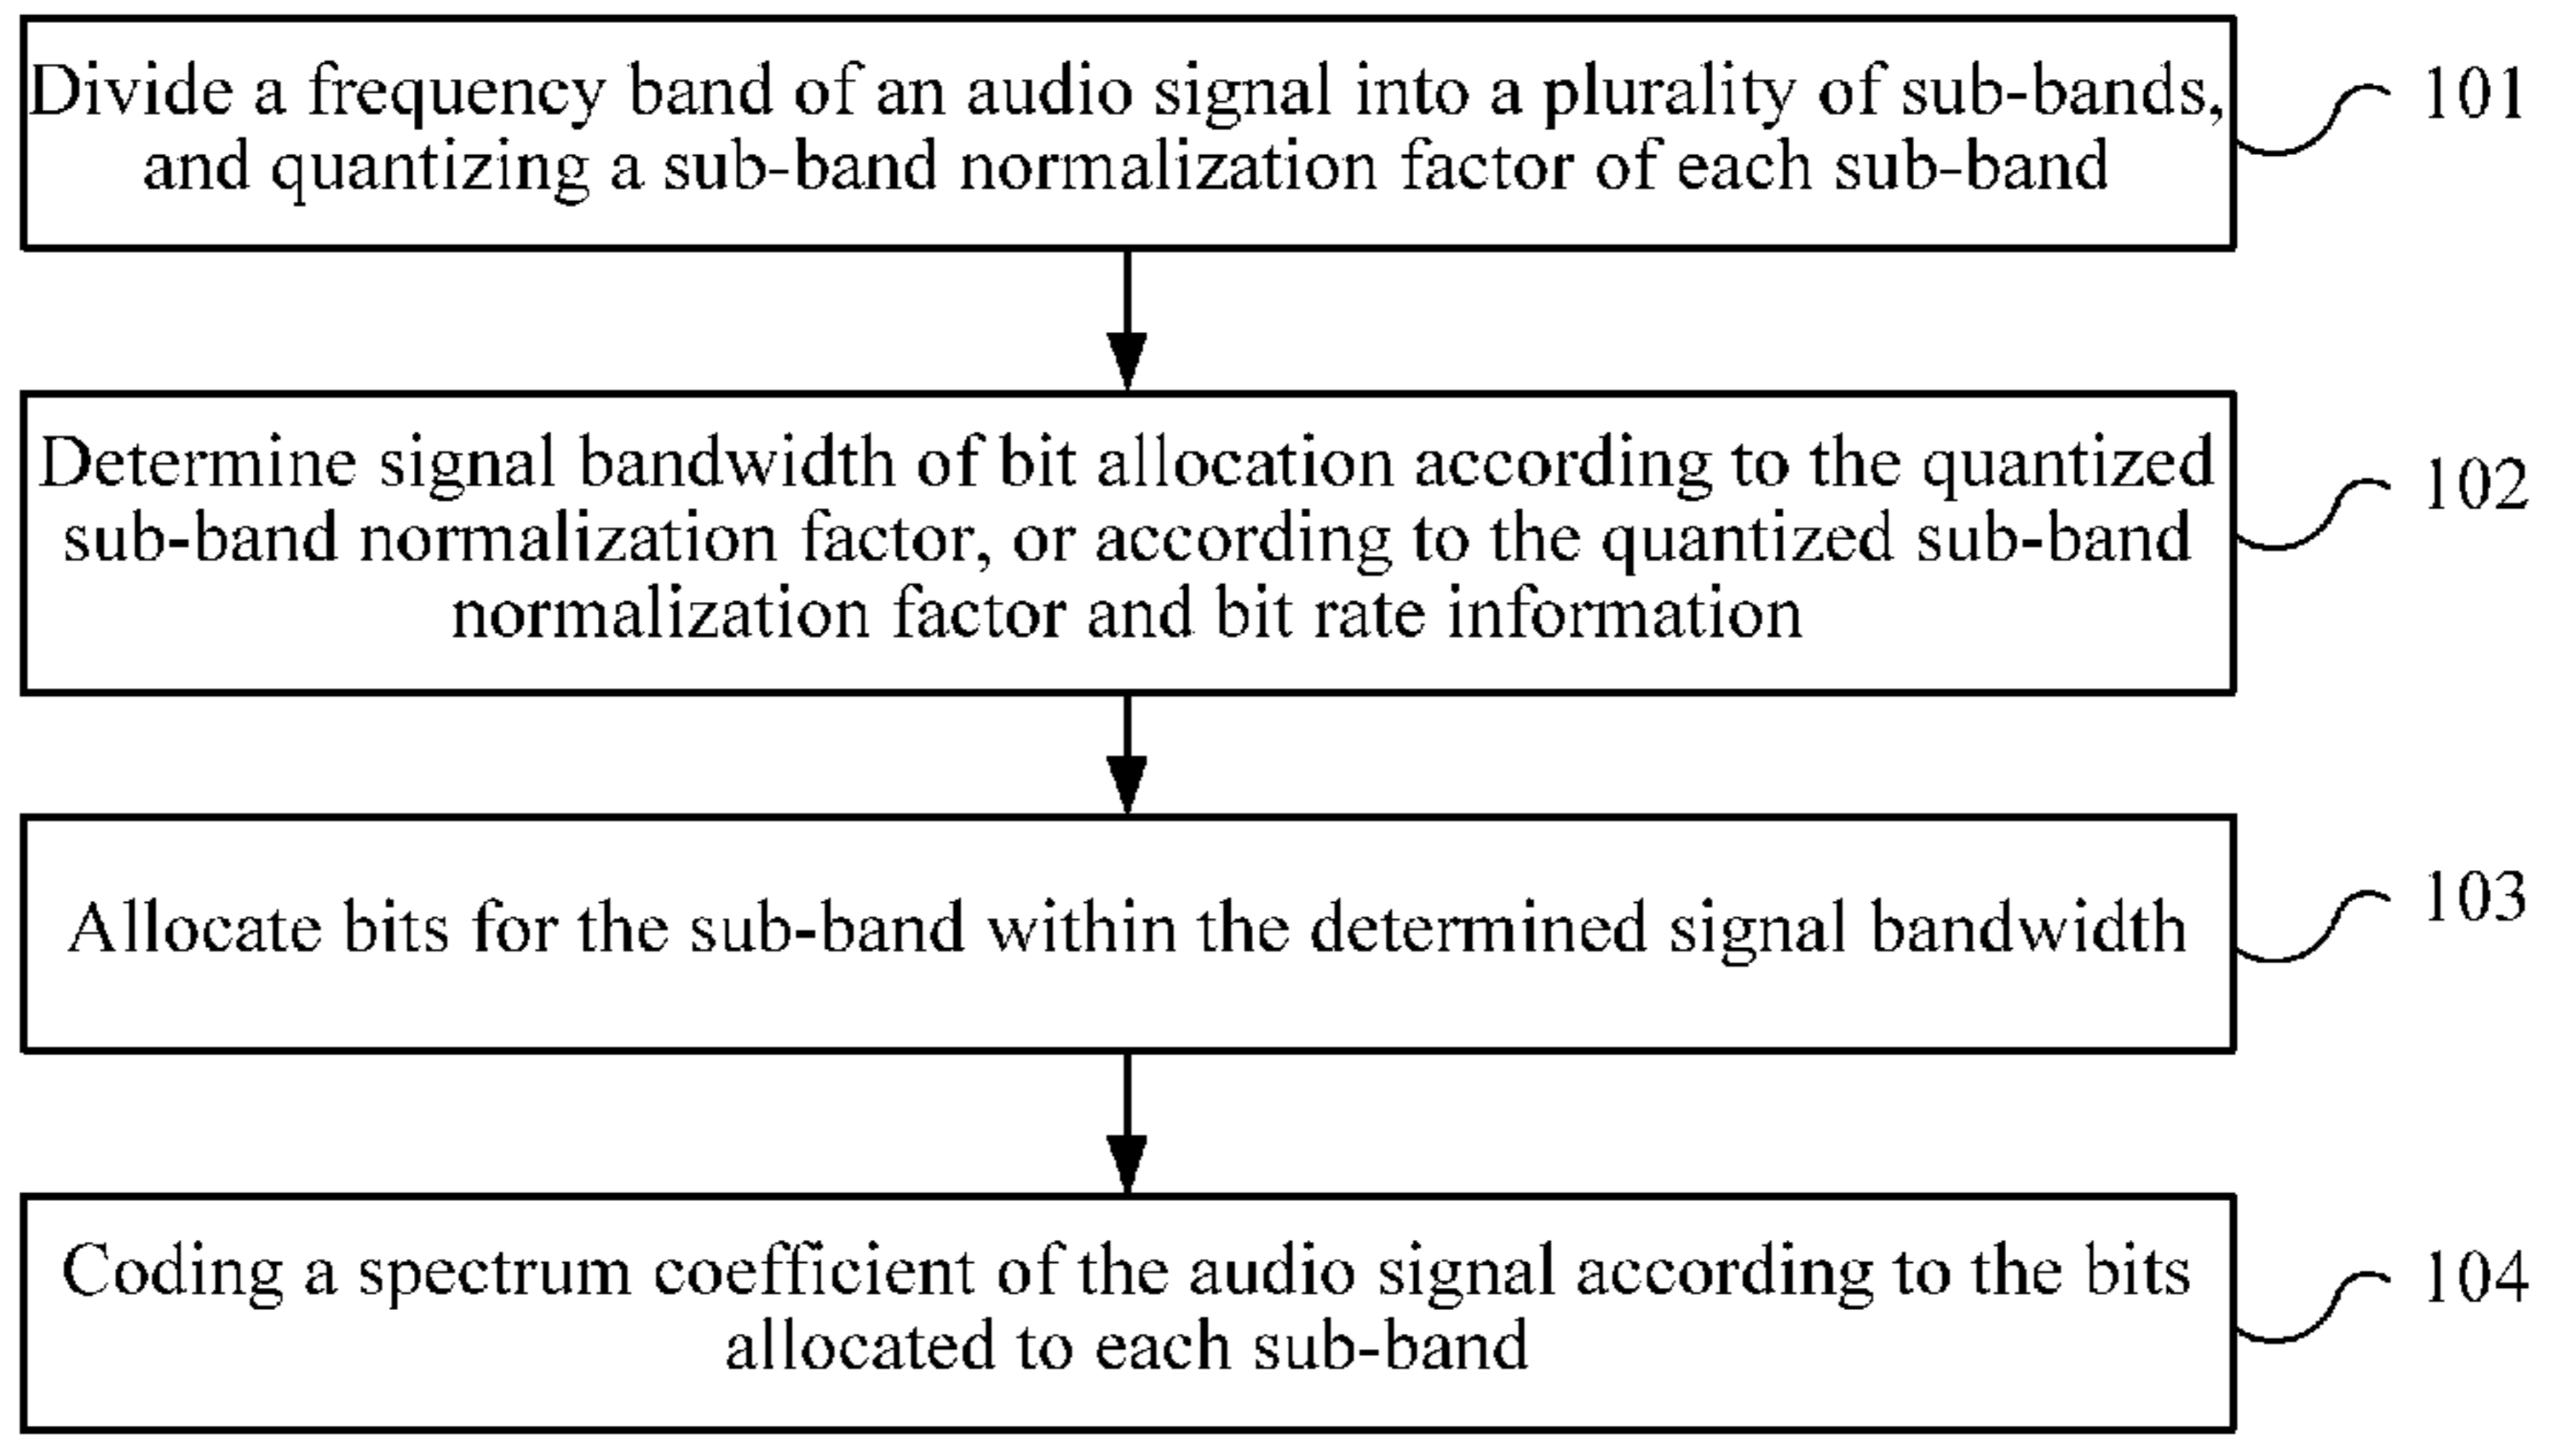 Divide a frequency band of an audio signal into a plurality of sub-bands,
and quantizing a sub-band normalization factor of each sub-band
101
Determine signal bandwidth of bit allocation according to the quantized
sub-band normalization factor, or according to the quantized sub-band
normalization factor and bit rate information
102
Allocate bits for the sub-band within the determined signal bandwidth
103
Coding a spectrum coefficient of the audio signal according to the bits
allocated to each sub-band
104